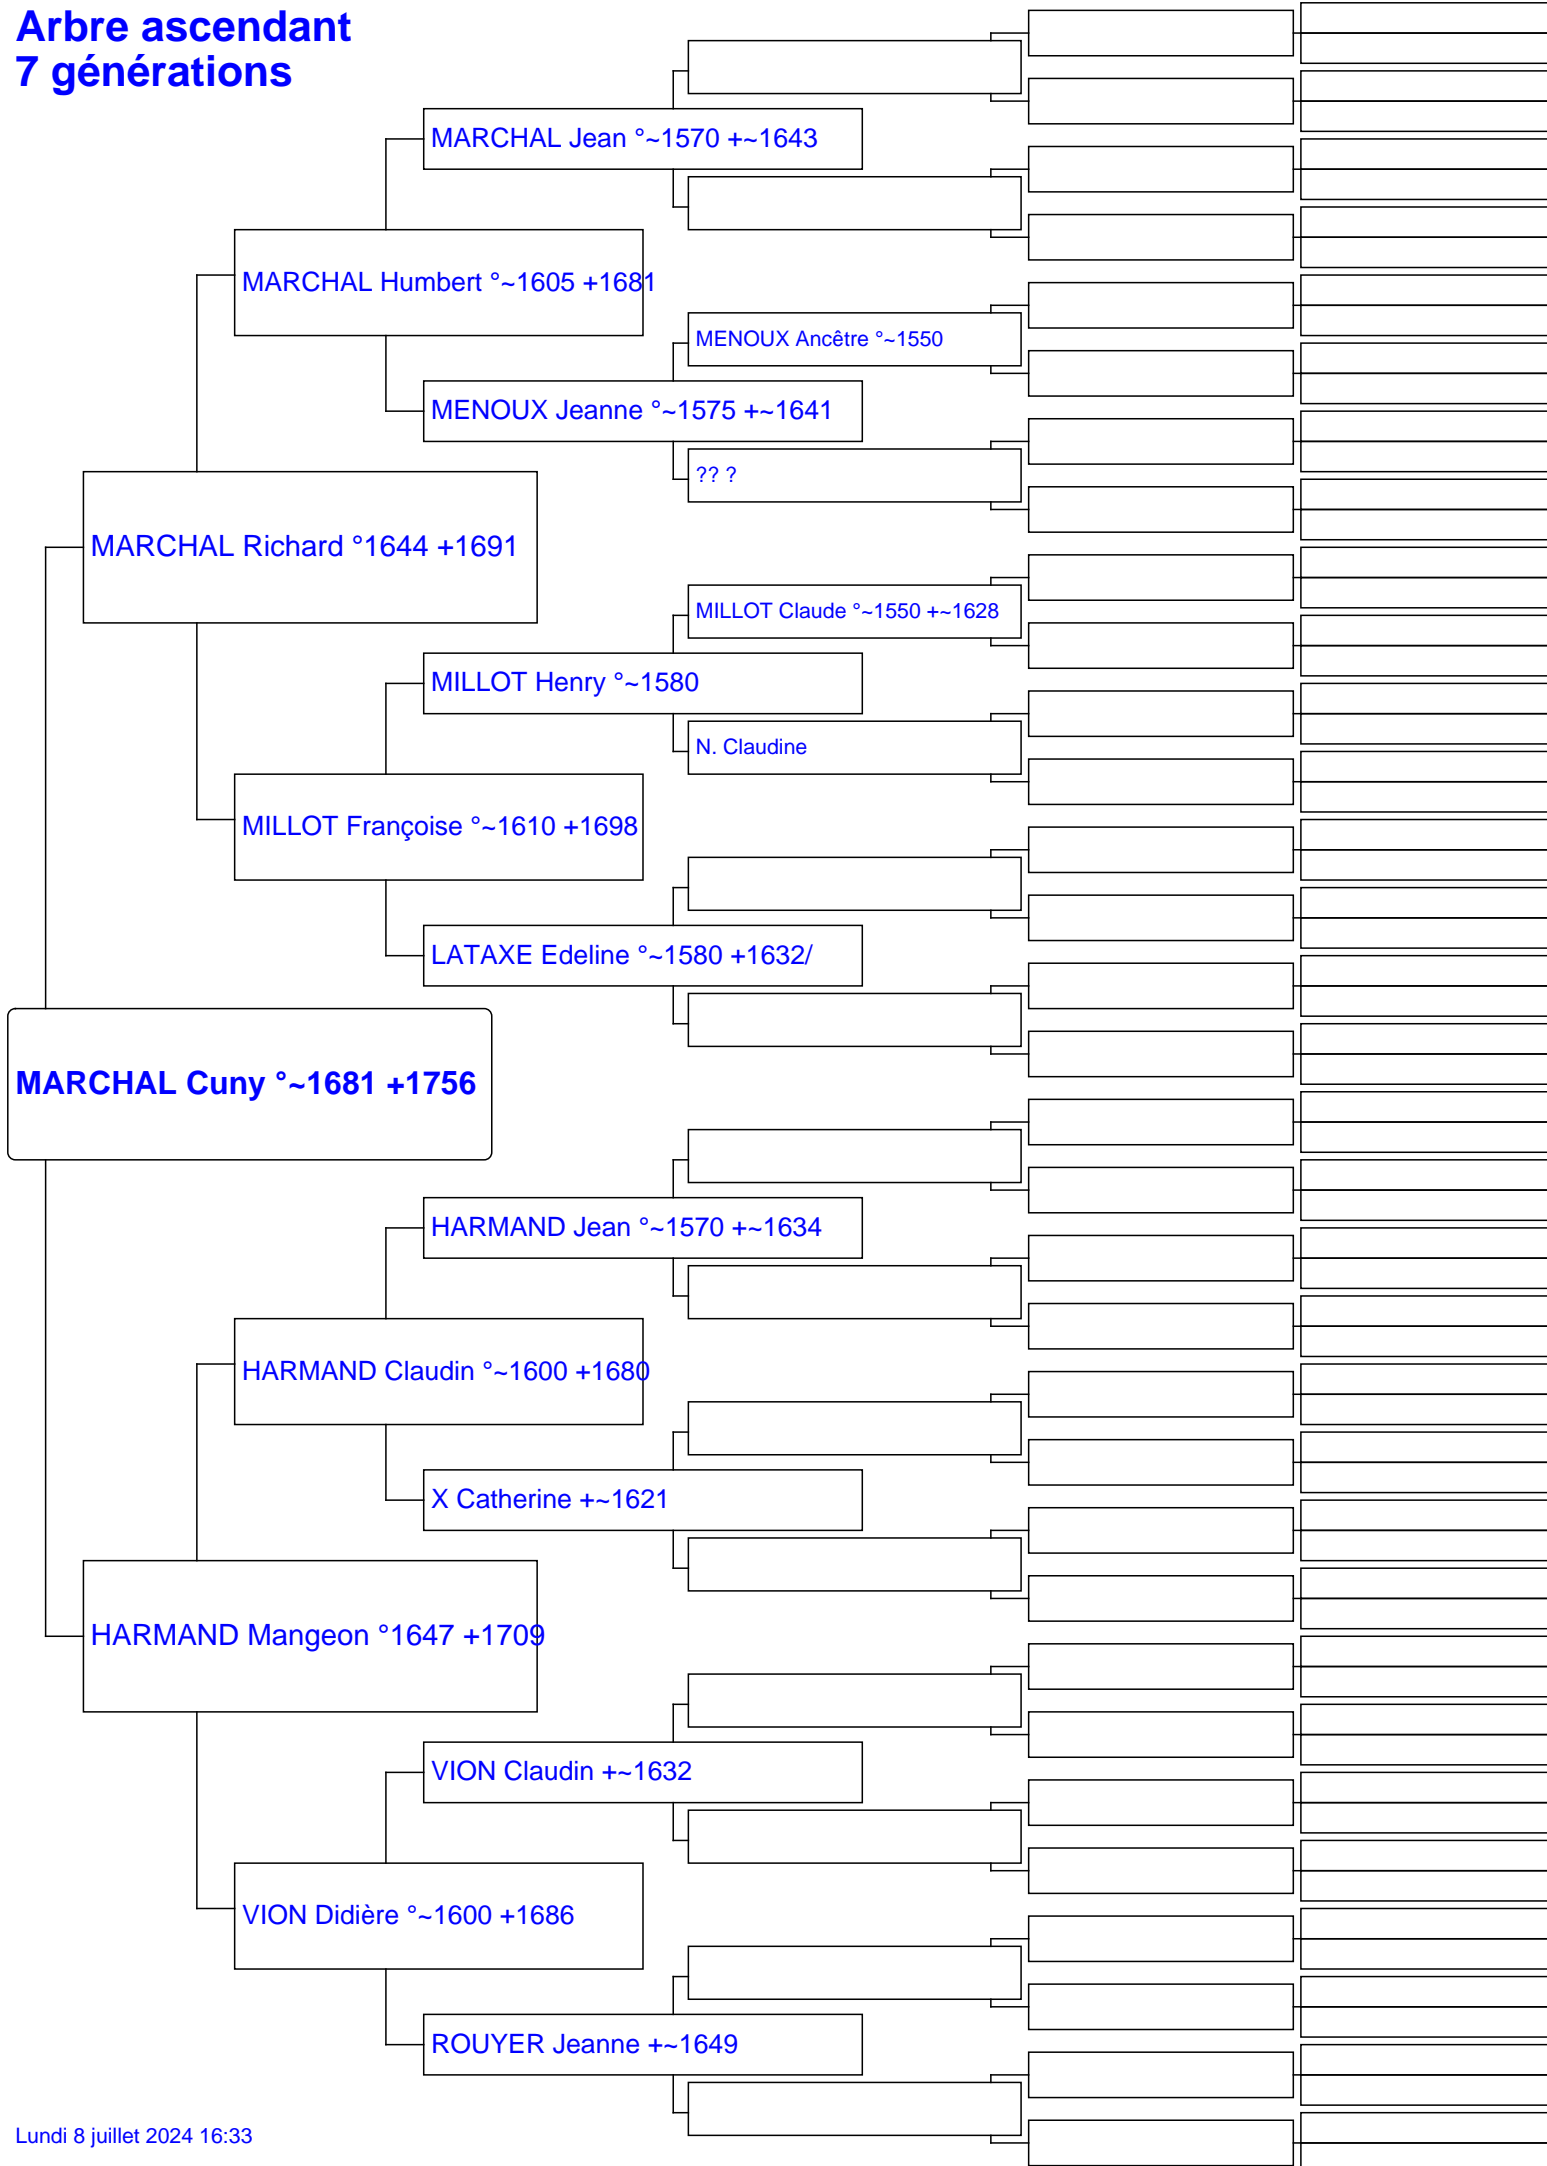 Arbre ascendant
7 générations
MARCHAL Jean °~1570 +~1643
MARCHAL Humbert °~1605 +1681
MENOUX Ancêtre °~1550
MENOUX Jeanne °~1575 +~1641
?? ?
MARCHAL Richard °1644 +1691
MILLOT Claude °~1550 +~1628
MILLOT Henry °~1580
N. Claudine
MILLOT Françoise °~1610 +1698
LATAXE Edeline °~1580 +1632/
MARCHAL Cuny °~1681 +1756
HARMAND Jean °~1570 +~1634
HARMAND Claudin °~1600 +1680
X Catherine +~1621
HARMAND Mangeon °1647 +1709
VION Claudin +~1632
VION Didière °~1600 +1686
ROUYER Jeanne +~1649
Lundi 8 juillet 2024 16:33